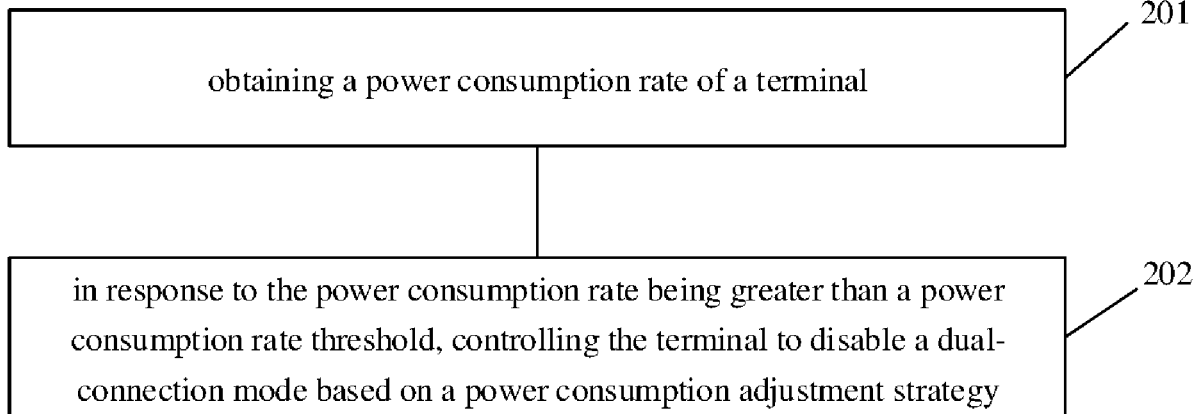 201
obtaining a power consumption rate of a terminal
202
in response to the power consumption rate being greater than a power
consumption rate threshold, controlling the terminal to disable a dual-
connection mode based on a power consumption adjustment strategy